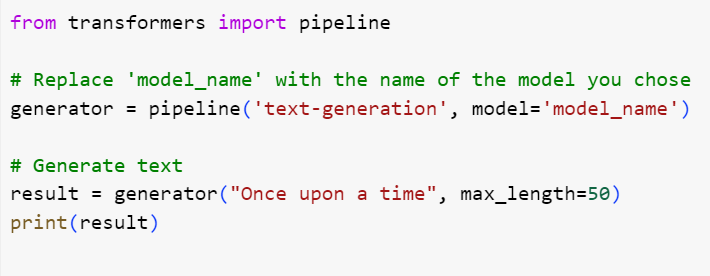 from transformers import pipeline
# Replace 'model_name' with the name of the model you chose
generator = pipeline('text-generation', model='model_name')
# Generate text
result = generator("Once upon a time", max_length=50)
print(result)